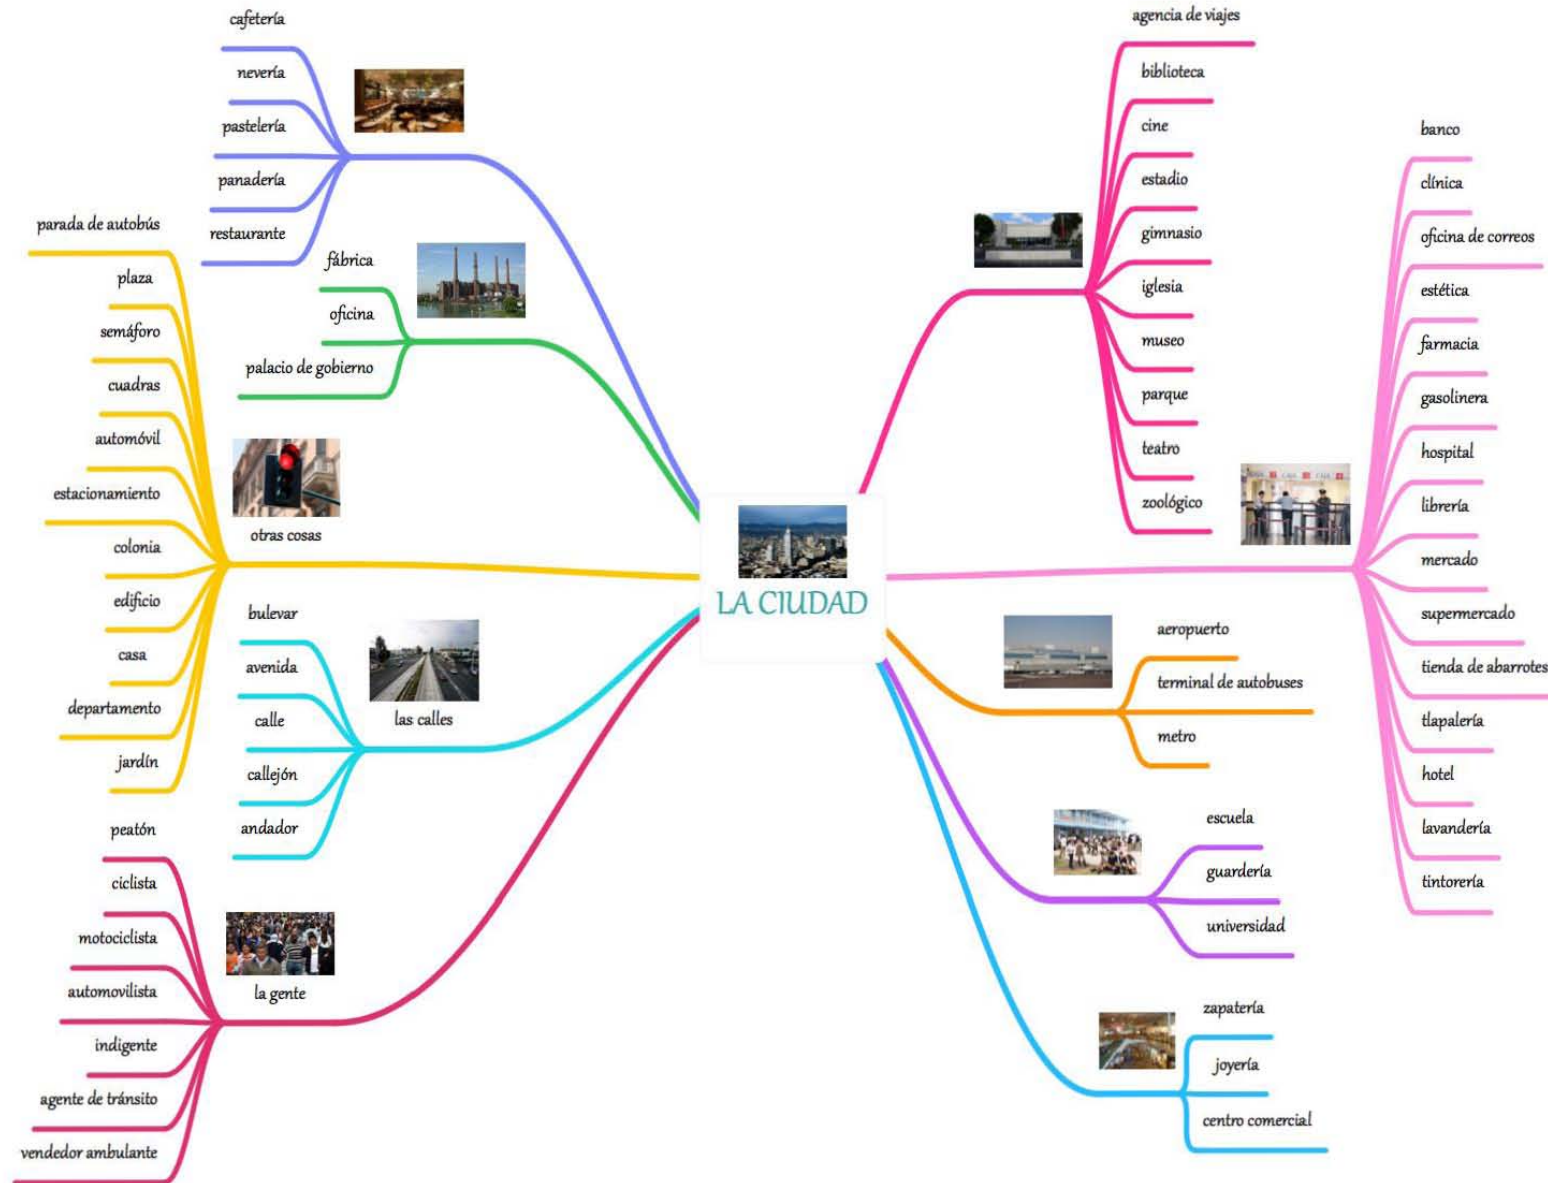 LA CIUDAD
cafetería
nevería
pastelería
panadería
restaurante
fábrica
oficina
palacio de gobierno
parada de autobús
plaza
semáforo
cuadras
automóvil
estacionamiento
colonia
edificio
casa
departamento
jardín
otras cosas
bulevar
avenida
calle
callejón
andador
las calles
peatón
ciclista
motociclista
automovilista
indigente
agente de tránsito
vendedor ambulante
la gente
agencia de viajes
biblioteca
cine
estadio
gimnasio
iglesia
museo
parque
teatro
zoológico
banco
clínica
oficina de correos
estética
farmacia
gasolinera
hospital
librería
mercado
supermercado
tienda de abarrotes
tlapalería
hotel
lavandería
tintorería
aeropuerto
terminal de autobuses
metro
escuela
guardería
universidad
zapatería
joyería
centro comercial